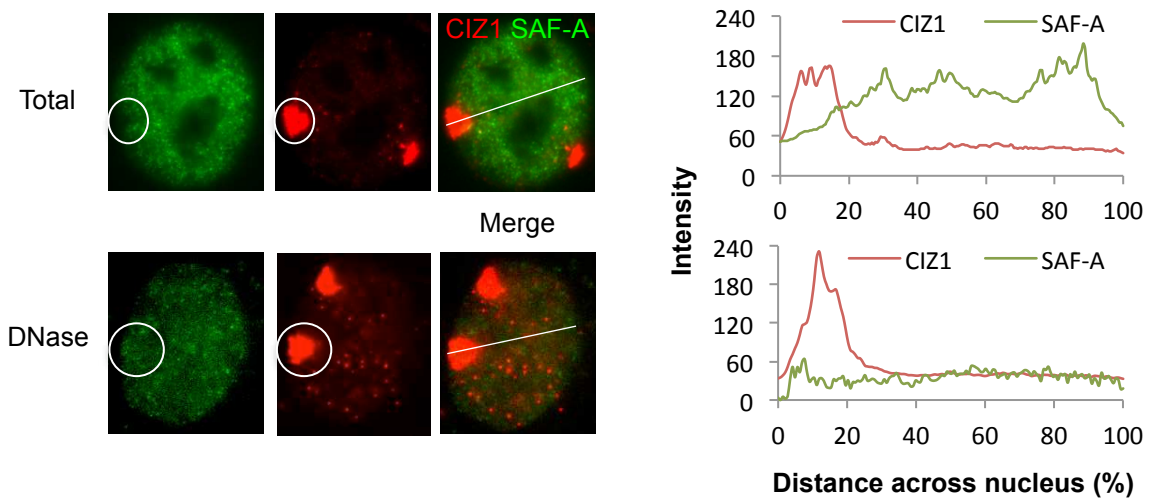 Total
CIZ1 SAF-A
Merge
DNase
Intensity
240
180
120
60
0
CIZ1
SAF-A
0 20 40 60 80 100
240
180
120
60
0
CIZ1
SAF-A
0 20 40 60 80 100
Distance across nucleus (%)